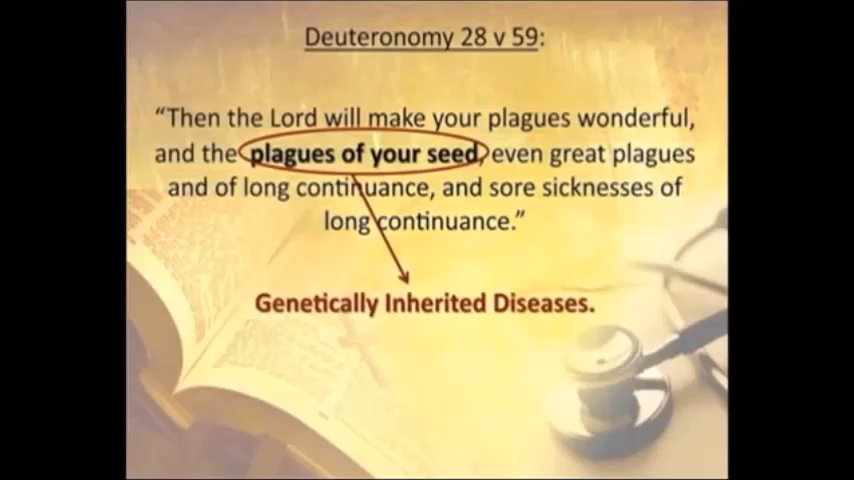 Deuteronomy 28 v 59:
“Then the Lord will make your plagues wonderful,
and the plagues of your seed, even great plagues
and of long continuance, and sore sicknesses of
long continuance.”
Genetically Inherited Diseases.